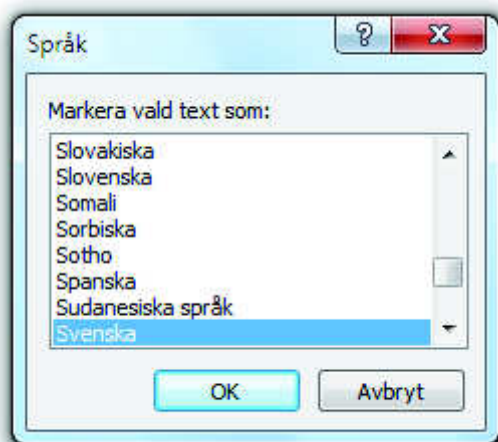 Språk
Markera vald text som:
Slovakiska
Slovenska
Somali
Sorbiska
Sotho
Spanska
Sudanesiska språk
Svenska
OK
Avbryt